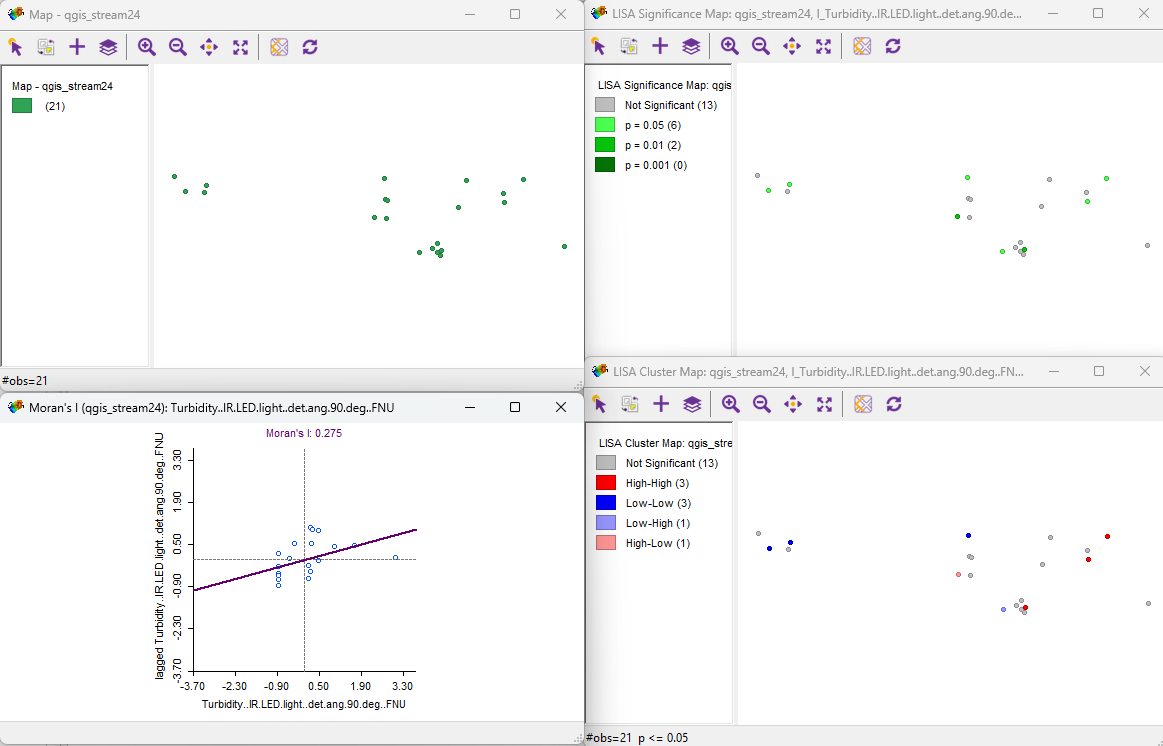 Map - qgis_stream24
Map - qgis_stream24
(21)
#obs=21
LISA Significance Map: qgis_stream24, I_Turbidity..IR.LED.light..det.ang.90.de...
LISA Significance Map: qgis
Not Significant (13)
p = 0.05 (6)
p = 0.01 (2)
p = 0.001 (0)
Moran's I (qgis_stream24): Turbidity..IR.LED.light..det.ang.90.deg..FNU
Moran's I: 0.275
lagged Turbidity..IR.LED.light..det.ang.90.deg..FNU
3.30
1.90
0.50
-0.90
-2.30
-3.70
-3.70 -2.30 -0.90 0.50 1.90 3.30
Turbidity..IR.LED.light..det.ang.90.deg..FNU
LISA Cluster Map: qgis_stream24, I_Turbidity..IR.LED.light..det.ang.90.deg..FN...
LISA Cluster Map: qgis_stre
Not Significant (13)
High-High (3)
Low-Low (3)
Low-High (1)
High-Low (1)
#obs=21 p <= 0.05